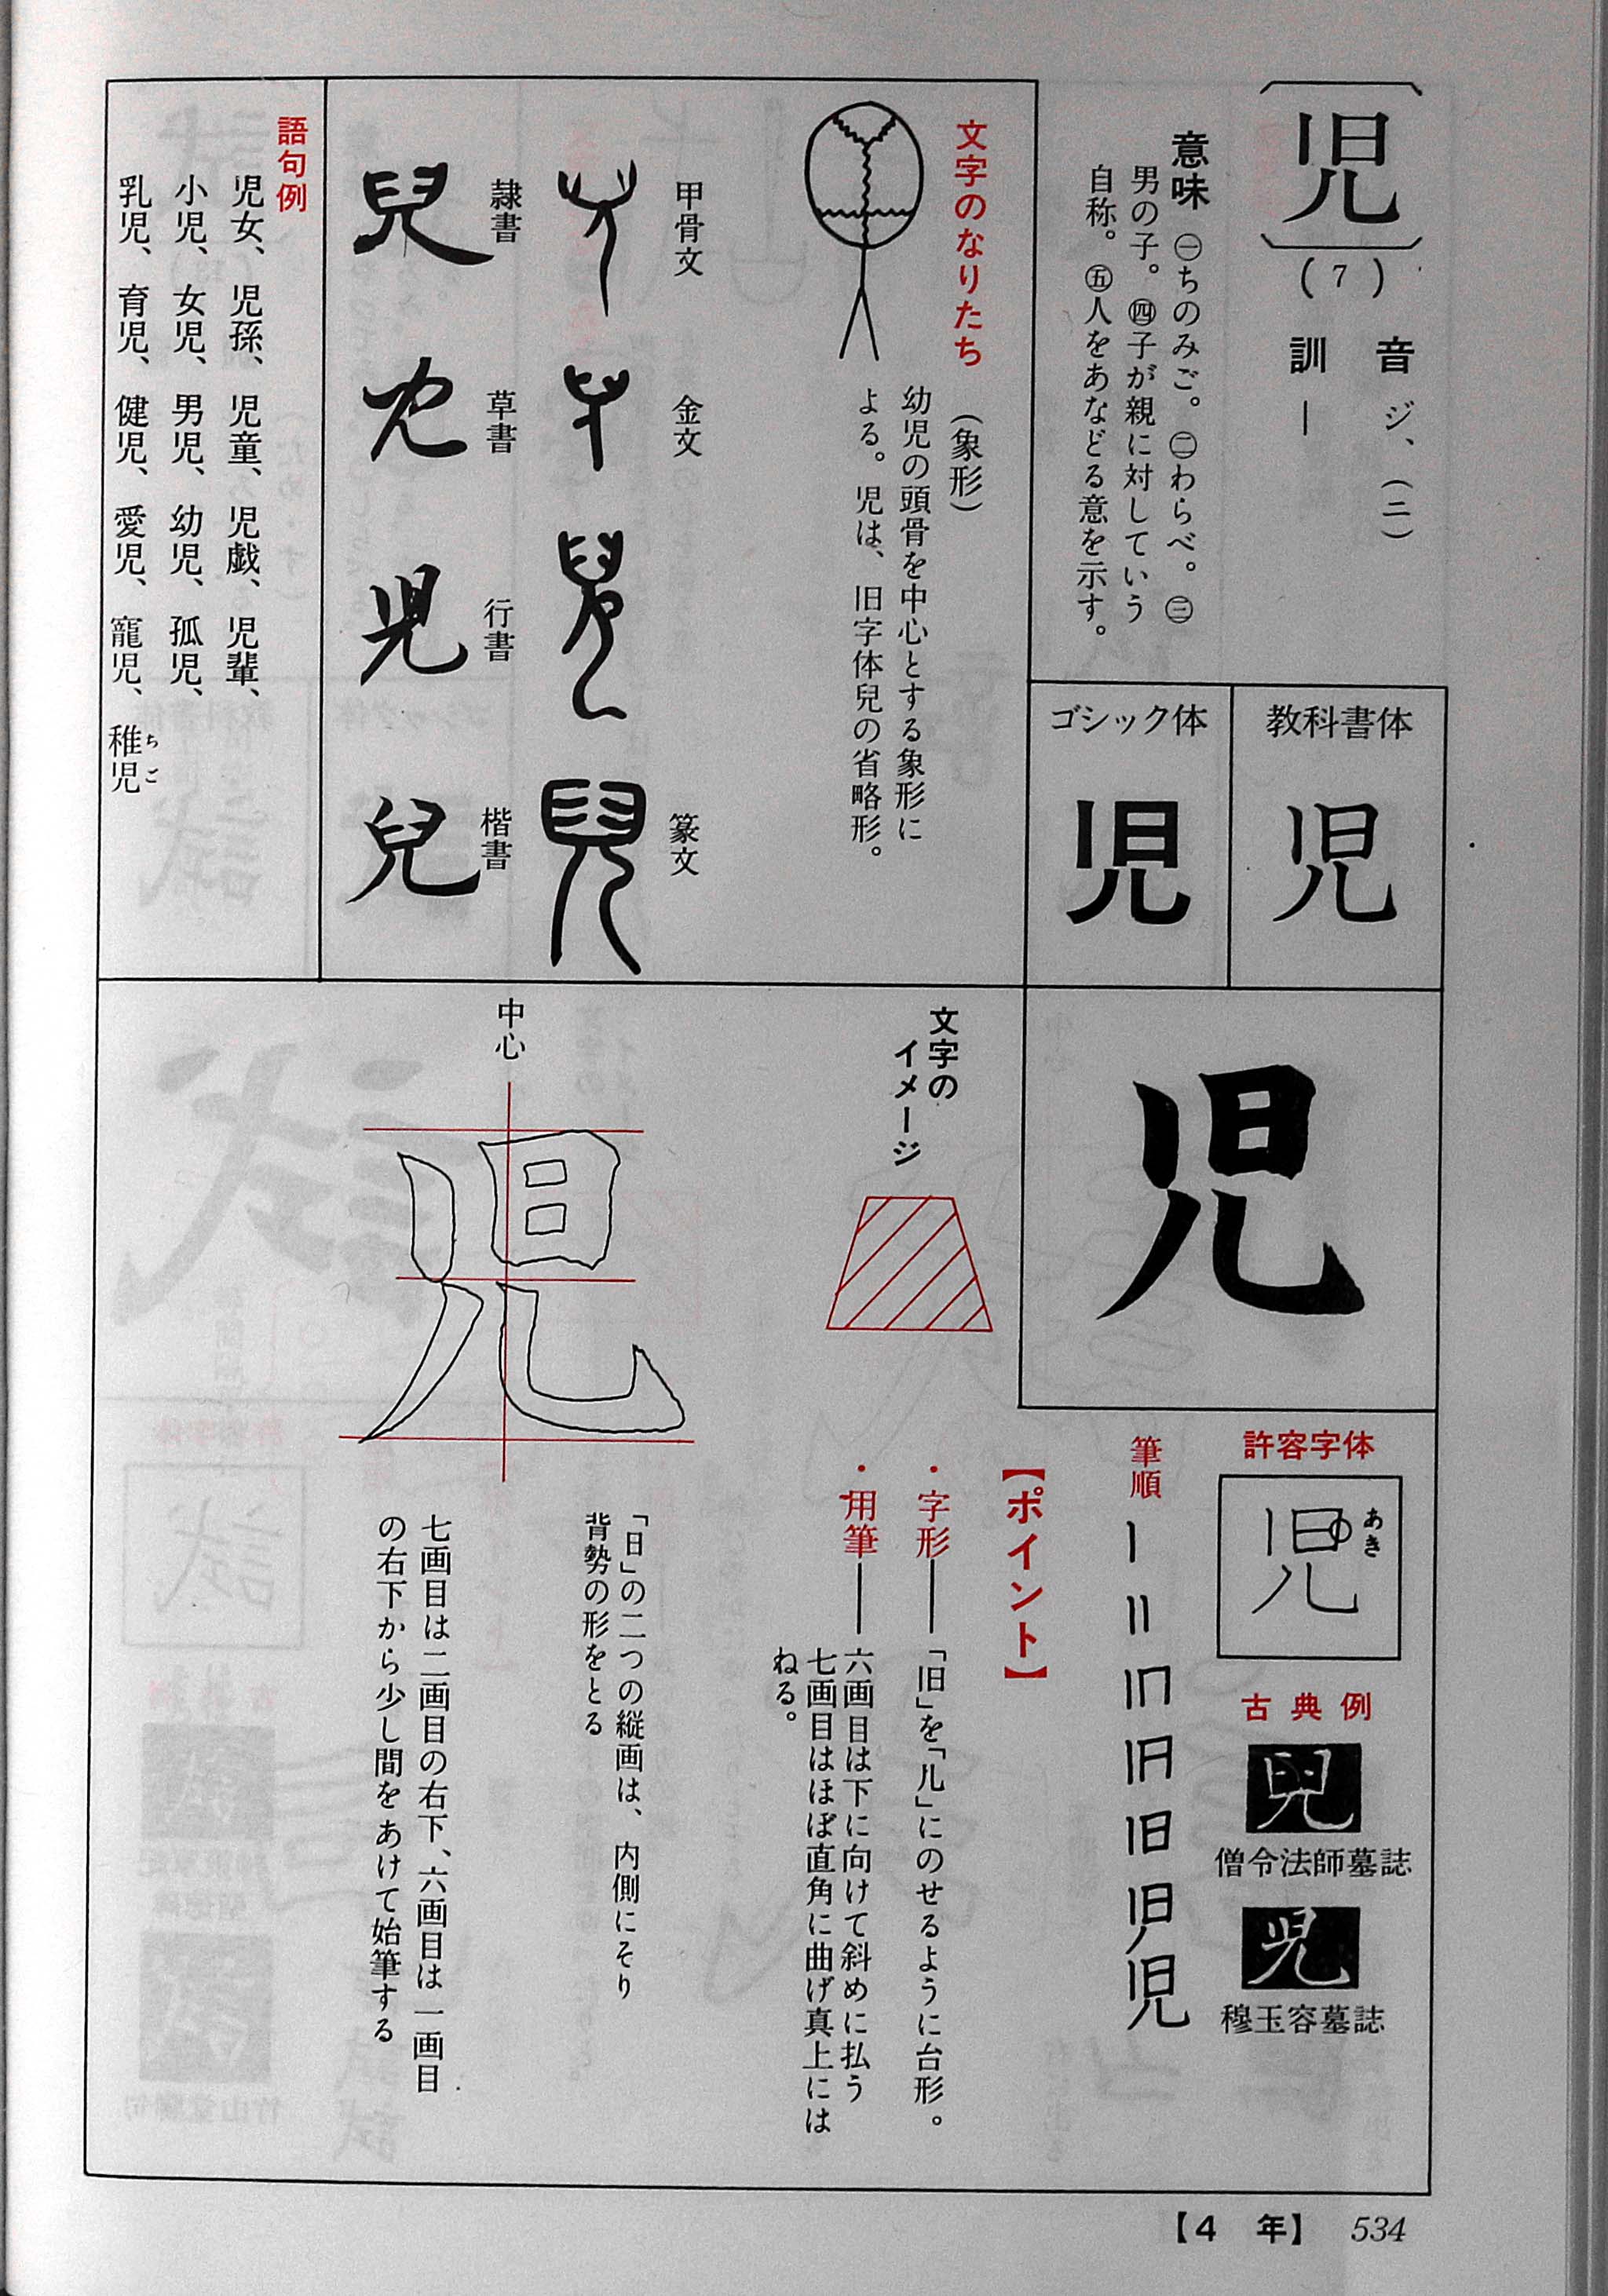 児
(7)
音 ジ、(ニ)
訓 ―
意味 ㊀ちのみご。㊁わらべ。㊂
男の子。㊃子が親に対していう
自称。㊄人をあなどる意を示す。
教科書体
児
ゴシック体
児
文字のなりたち
(象形)
幼児の頭骨を中心とする象形に
よる。児は、旧字体兒の省略形。
甲骨文
金文
篆文
兒
隷書
兒
草書
行書
児
楷書
兒
語句例
児女、児孫、児童、児戯、児輩、
小児、女児、男児、幼児、孤児、
乳児、育児、健児、愛児、寵児、稚児
ちご
児
文字の
イメージ
中心
児
許容字体
児
あき
古典例
兒
僧令法師墓誌
児
穆玉容墓誌
筆順
児
【ポイント】
・字形――「旧」を「儿」にのせるように台形。
・用筆――六画目は下に向けて斜めに払う
七画目はほぼ直角に曲げ真上には
ねる。
「日」の二つの縦画は、内側にそり
背勢の形をとる
七画目は二画目の右下、六画目は一画目
の右下から少し間をあけて始筆する
【4 年】 534